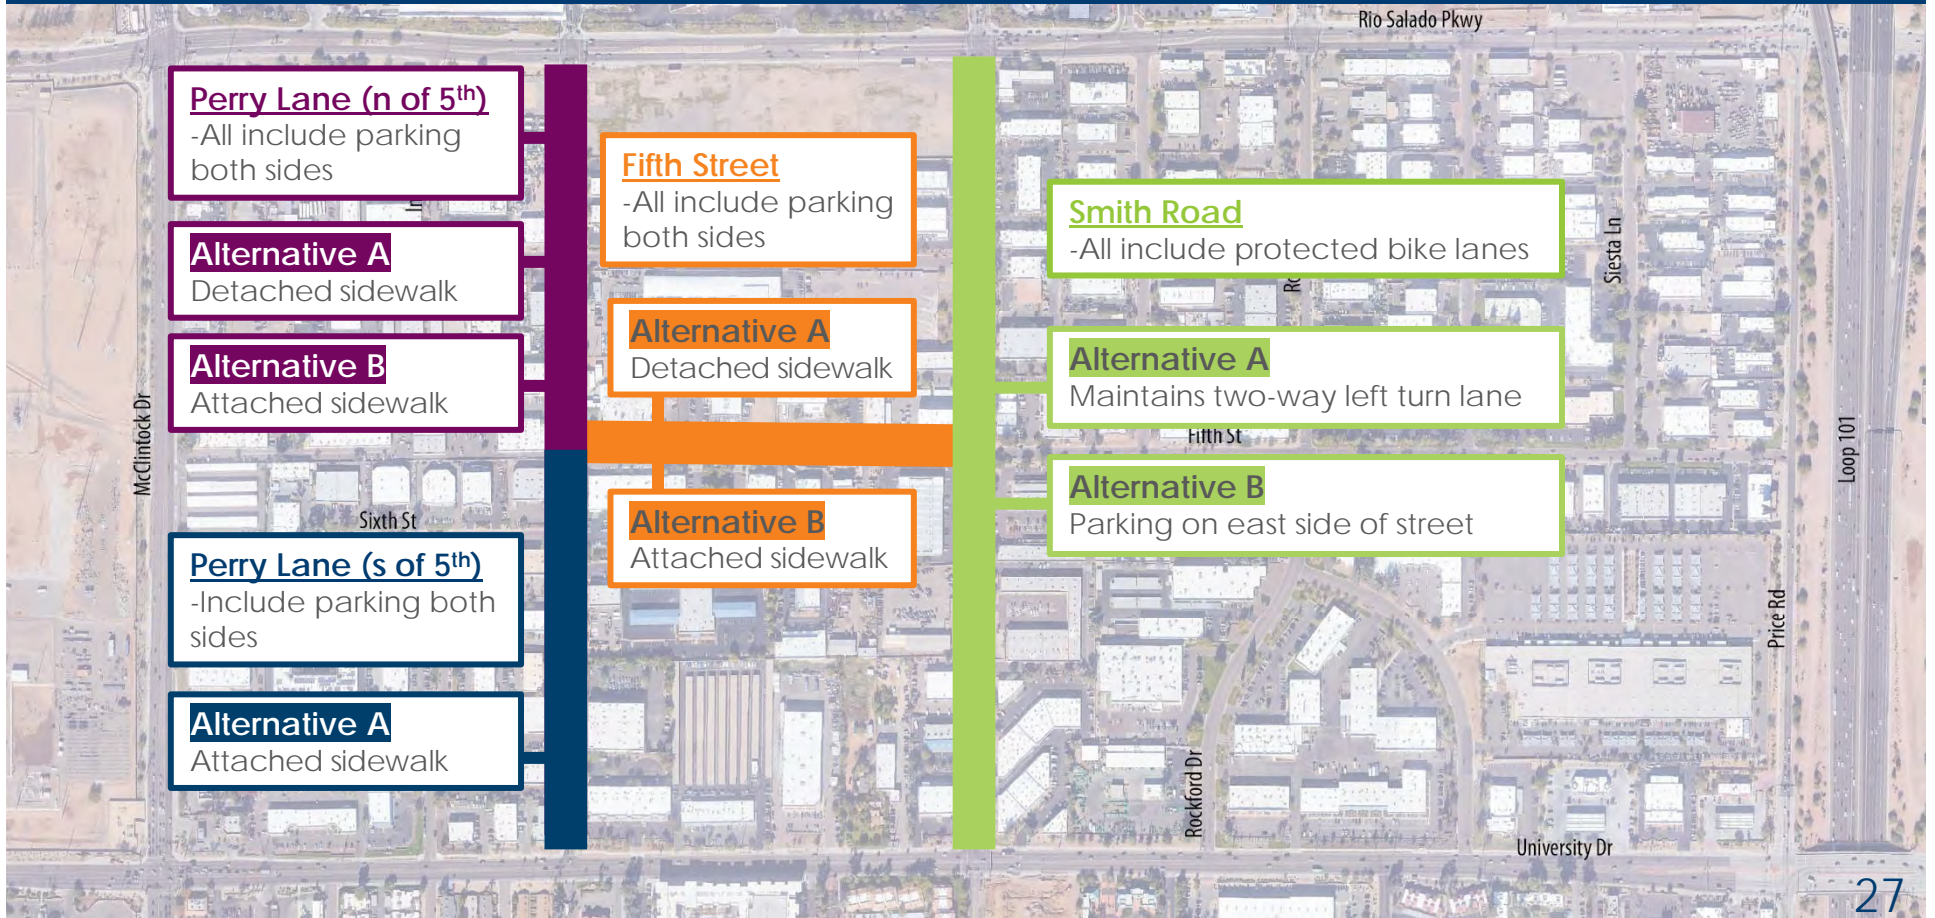 Rio Salado Pkwy
Perry Lane (n of 5th)
-All include parking
both sides
Alternative A
Detached sidewalk
Alternative B
Attached sidewalk
Fifth Street
-All include parking
both sides
Alternative A
Detached sidewalk
Alternative B
Attached sidewalk
Smith Road
-All include protected bike lanes
Alternative A
Maintains two-way left turn lane
Fifth St
Alternative B
Parking on east side of street
Siesta Ln
McClintock Dr
Loop 101
Sixth St
Perry Lane (s of 5th)
-Include parking both
sides
Alternative A
Attached sidewalk
Price Rd
Rockford Dr
University Dr
27